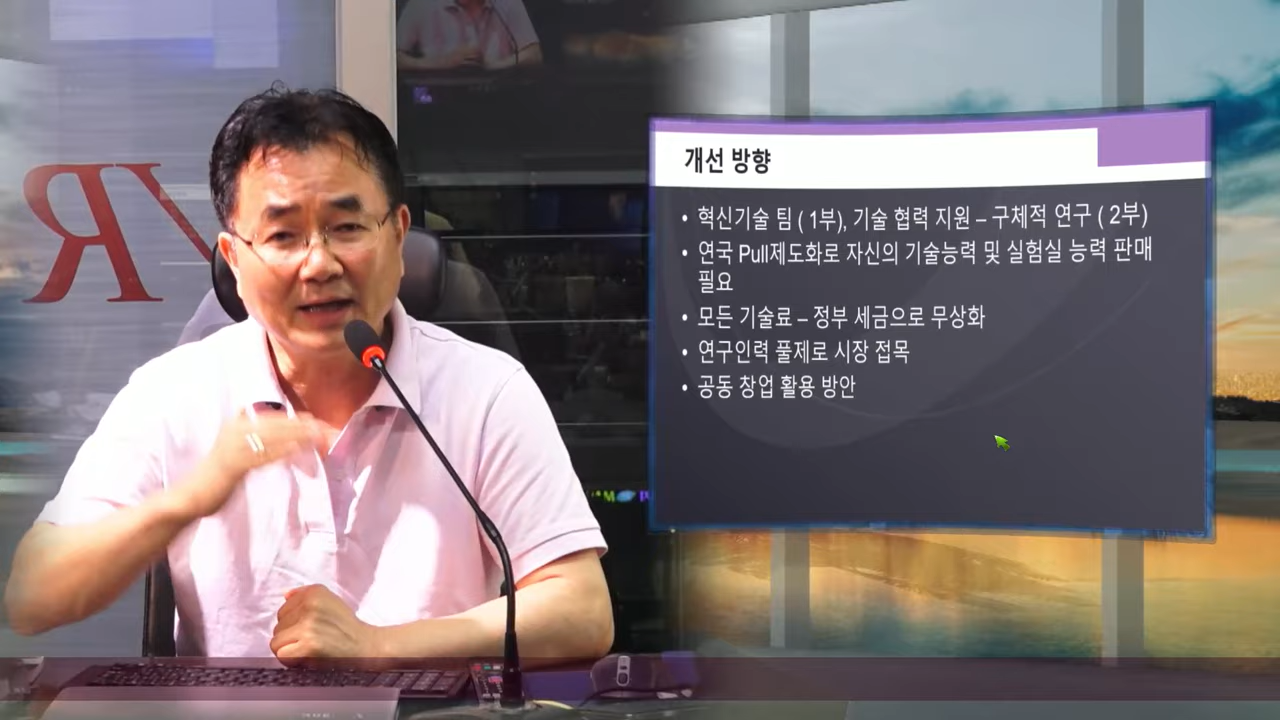 개선 방향
• 혁신기술 팀 ( 1부), 기술 협력 지원 – 구체적 연구 ( 2부)
• 연국 Pull제도화로 자신의 기술능력 및 실험실 능력 판매
필요
• 모든 기술료 – 정부 세금으로 무상화
• 연구인력 풀제로 시장 접목
• 공동 창업 활용 방안